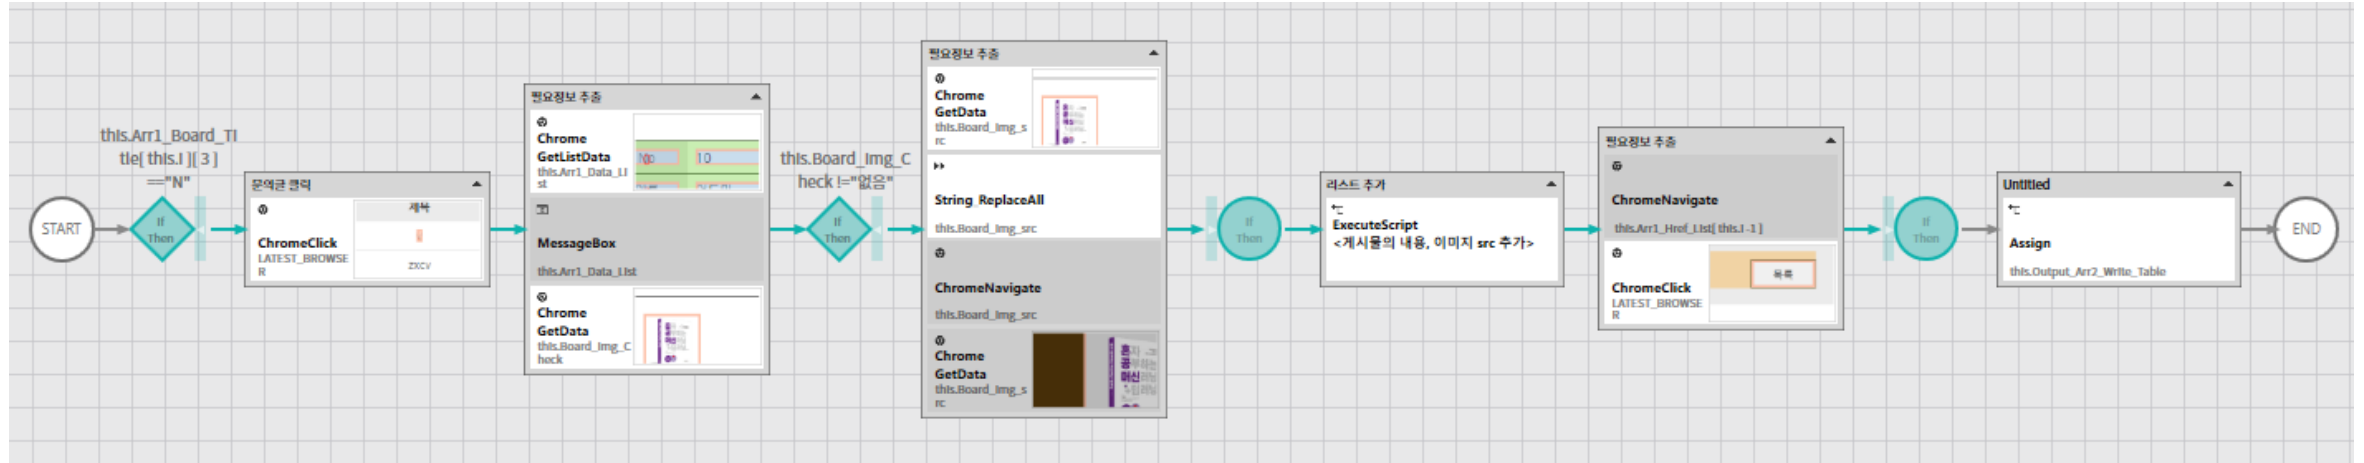 START
this.Arr1_Board_Ti
tle[ this.I ][ 3 ]
=="N"
If
Then
문의글 클릭
ChromeClick
LATEST_BROWSE
R
제목
ZXCV
필요정보 추출
Chrome
GetListData
this.Arr1_Data_Li
st
No
10
MessageBox
this.Arr1_Data_List
Chrome
GetData
this.Board_Img_C
heck
this.Board_Img_C
heck !="없음"
If
Then
필요정보 추출
Chrome
GetData
this.Board_Img_s
rc
String_ReplaceAll
this.Board_Img_src
ChromeNavigate
this.Board_Img_src
Chrome
GetData
this.Board_Img_s
rc
If
Then
리스트 추가
ExecuteScript
<게시물의 내용, 이미지 src 추가>
필요정보 추출
ChromeNavigate
this.Arr1_Href_List[ this.I -1 ]
ChromeClick
LATEST_BROWSE
R
목록
If
Then
Untitled
Assign
this.Output_Arr2_Write_Table
END